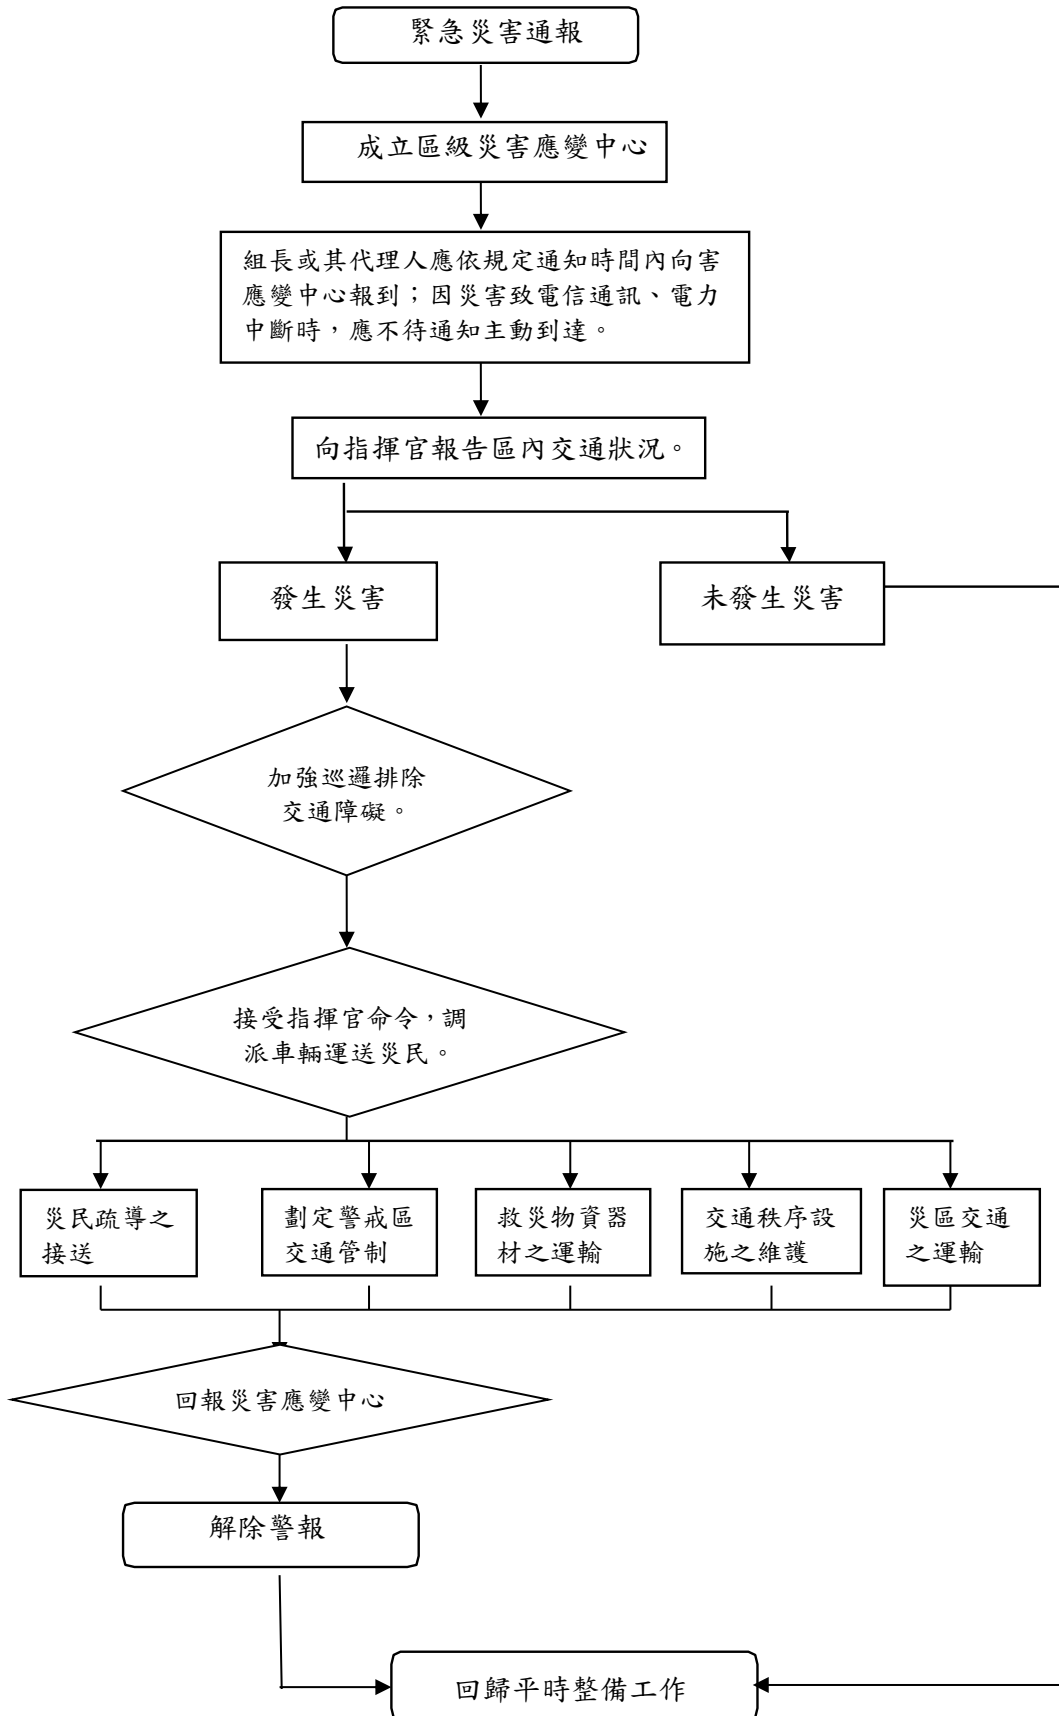 緊急災害通報
成立區級災害應變中心
組長或其代理人應依規定通知時間內向害
應變中心報到；因災害致電信通訊、電力
中斷時，應不待通知主動到達。
向指揮官報告區內交通狀況。
發生災害
未發生災害
加強巡邏排除
交通障礙。
接受指揮官命令，調
派車輛運送災民。
災民疏導之
接送
劃定警戒區
交通管制
救災物資器
材之運輸
交通秩序設
施之維護
災區交通
之運輸
回報災害應變中心
解除警報
回歸平時整備工作